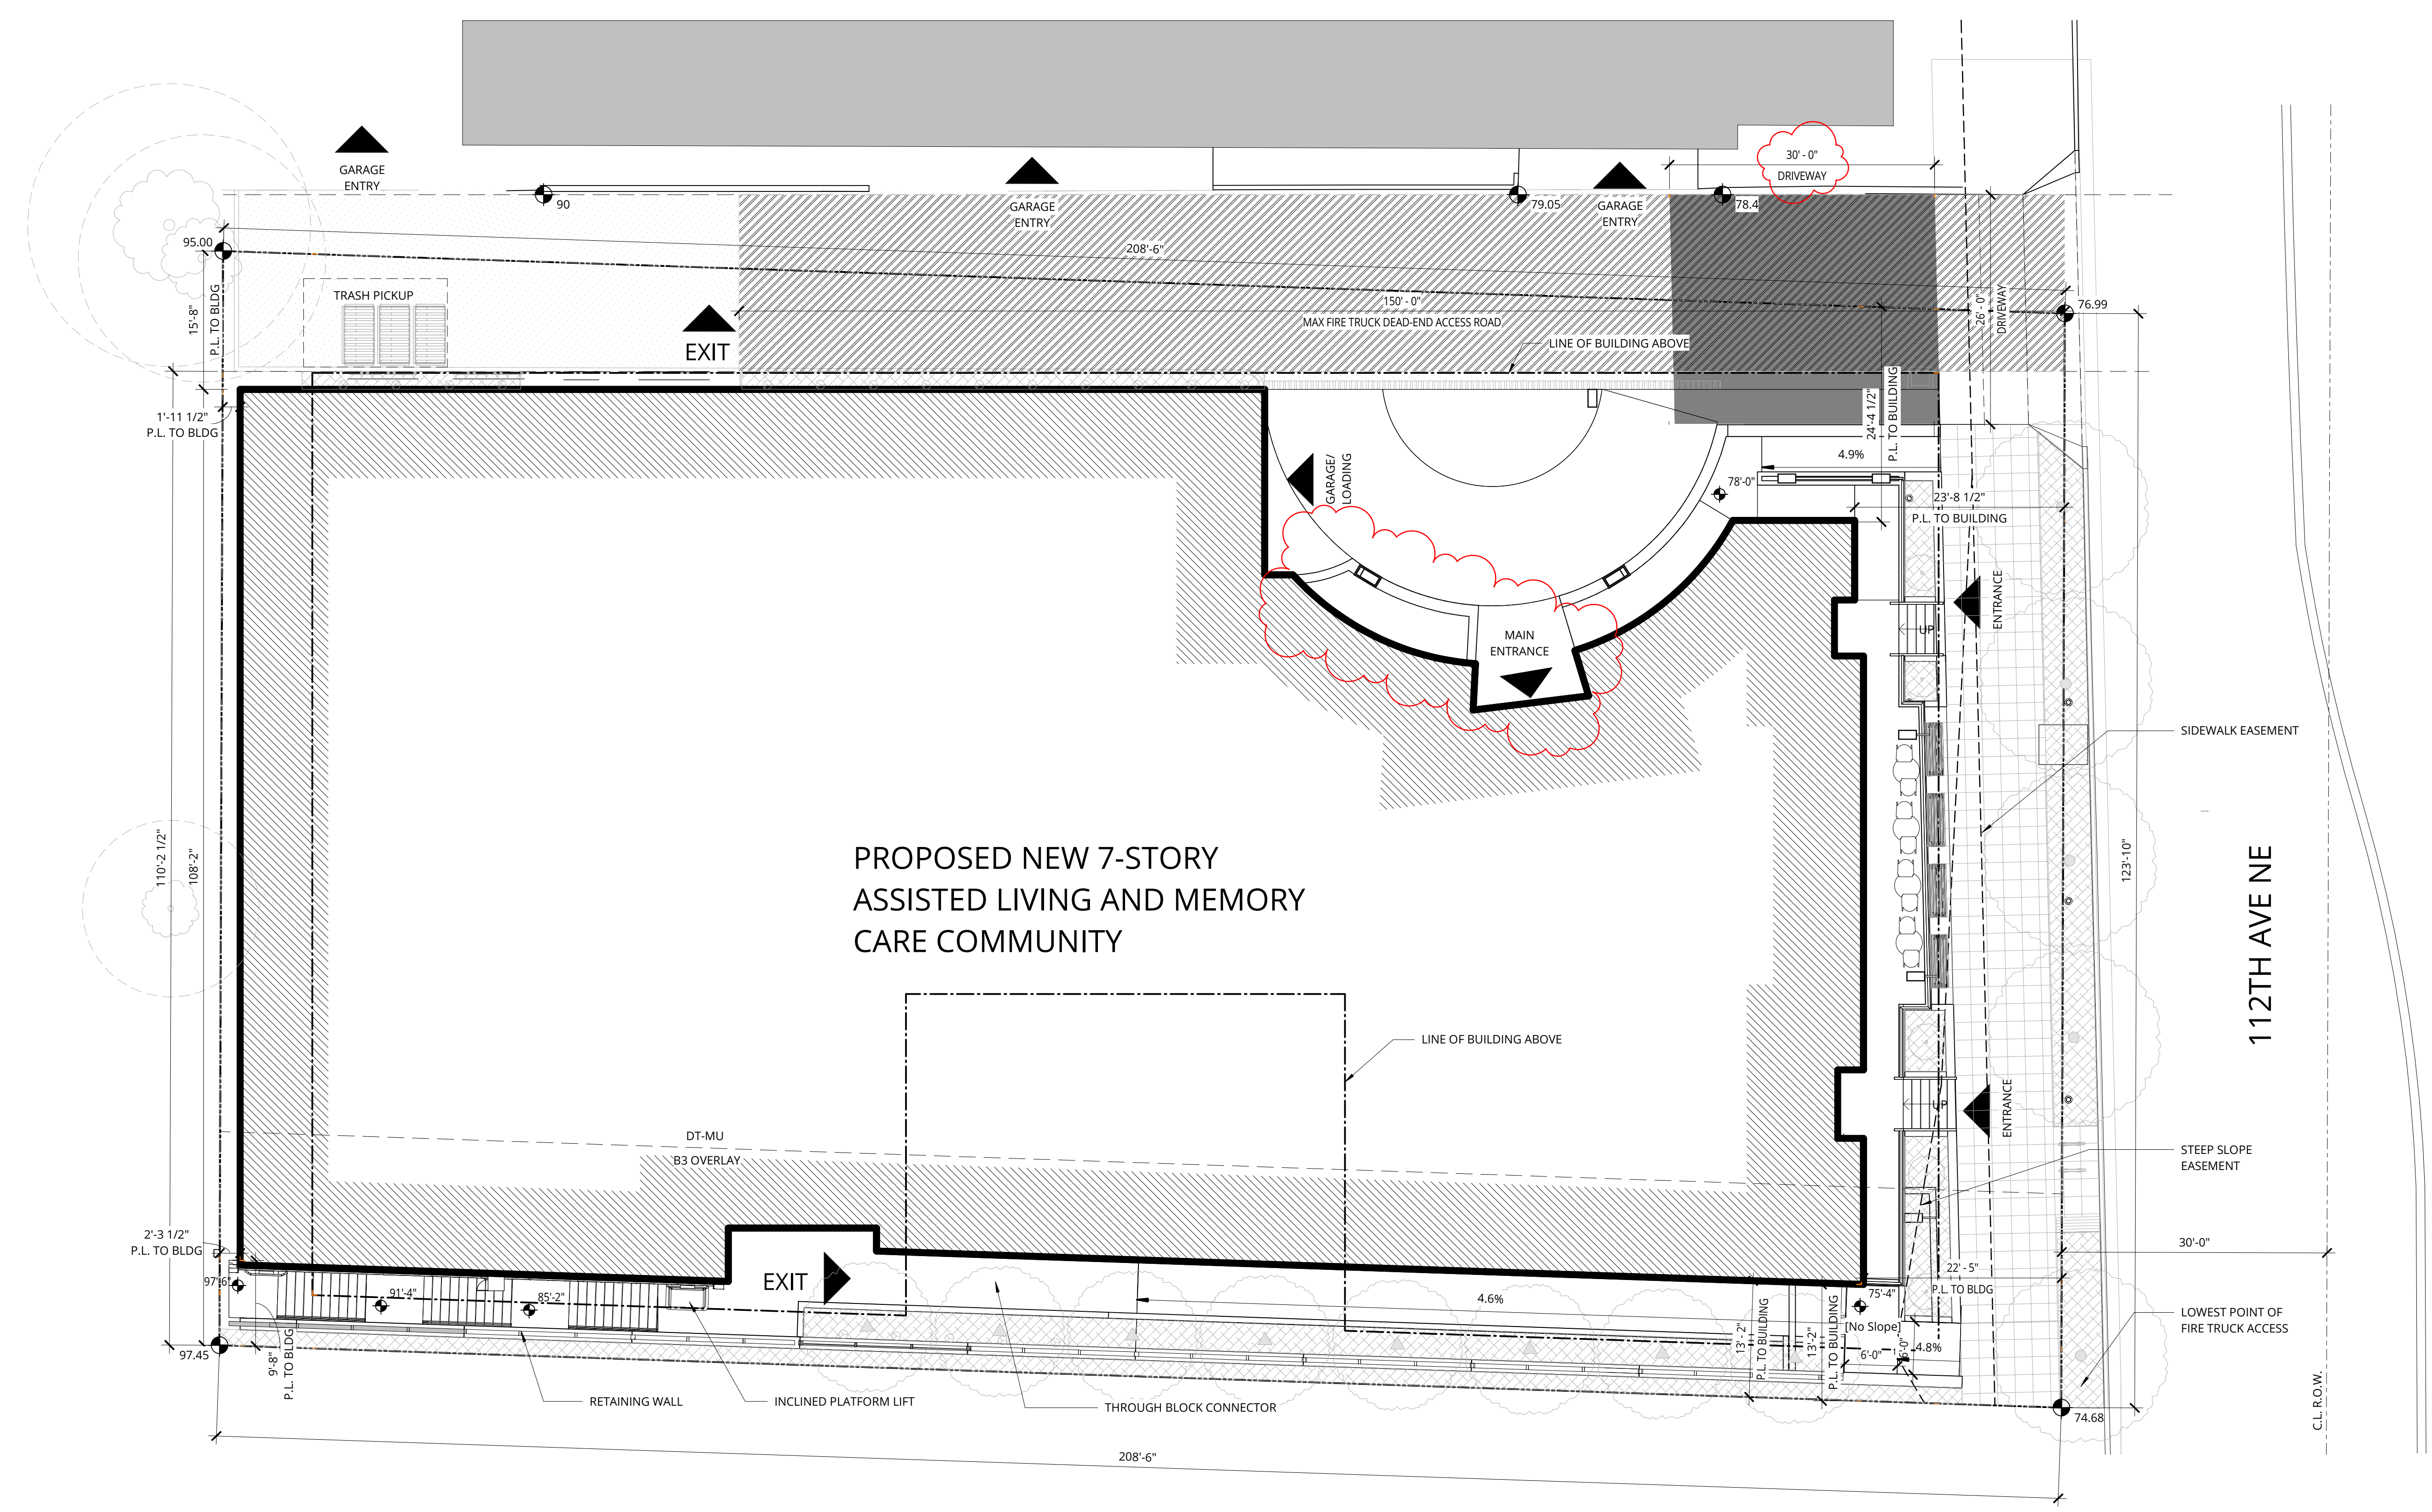 30' - 0"
DRIVEWAY
GARAGE
ENTRY
GARAGE
ENTRY
GARAGE
ENTRY
90
79.05
78.4
95.00
208'-6"
TRASH PICKUP
15'-8"
P.L. TO BLDG
EXIT
150' - 0"
MAX FIRE TRUCK DEAD-END ACCESS ROAD
LINE OF BUILDING ABOVE
26' - 0"
DRIVEWAY
76.99
1'-11 1/2"
P.L. TO BLDG
24'-4 1/2"
P.L. TO BUILDING
4.9%
GARAGE/
LOADING
78'-0"
23'-8 1/2"
P.L. TO BUILDING
ENTRANCE
UP
MAIN
ENTRANCE
SIDEWALK EASEMENT
PROPOSED NEW 7-STORY
ASSISTED LIVING AND MEMORY
CARE COMMUNITY
110'-2 1/2"
108'-2"
123'-10"
112TH AVE NE
LINE OF BUILDING ABOVE
ENTRANCE
UP
DT-MU
B3 OVERLAY
STEEP SLOPE
EASEMENT
2'-3 1/2"
P.L. TO BLDG
30'-0"
97'-6"
91'-4"
85'-2"
EXIT
4.6%
22' - 5"
P.L. TO BLDG
75'-4"
[No Slope]
6'-0"
6'-0"
4.8%
13' - 2"
P.L. TO BUILDING
13'-2"
P.L. TO BUILDING
LOWEST POINT OF
FIRE TRUCK ACCESS
97.45
9'-8"
P.L. TO BLDG
RETAINING WALL
INCLINED PLATFORM LIFT
THROUGH BLOCK CONNECTOR
74.68
C.L. R.O.W.
208'-6"